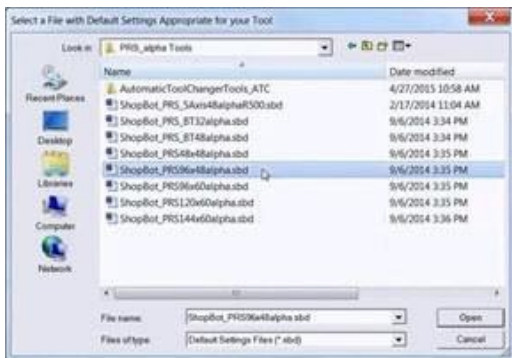 Select a File with Default Settings Appropriate for your Tool
Look in: PRS_alpha Tools
Name Date modified
AutomaticToolChangerTools_ATC 4/27/2015 10:58 AM
ShopBot_PRS_5Axis48alphaR500.sbd 2/17/2014 11:04 AM
ShopBot_PRS_BT32alpha.sbd 9/6/2014 3:34 PM
ShopBot_PRS_BT48alpha.sbd 9/6/2014 3:34 PM
ShopBot_PRS48x48alpha.sbd 9/6/2014 3:35 PM
ShopBot_PRS96x48alpha.sbd 9/6/2014 3:35 PM
ShopBot_PRS96x60alpha.sbd 9/6/2014 3:35 PM
ShopBot_PRS120x60alpha.sbd 9/6/2014 3:35 PM
ShopBot_PRS144x60alpha.sbd 9/6/2014 3:36 PM
Recent Places
Desktop
Libraries
Computer
Network
File name: ShopBot_PRS96x48alpha.sbd Open
Files of type: Default Settings Files (*.sbd) Cancel